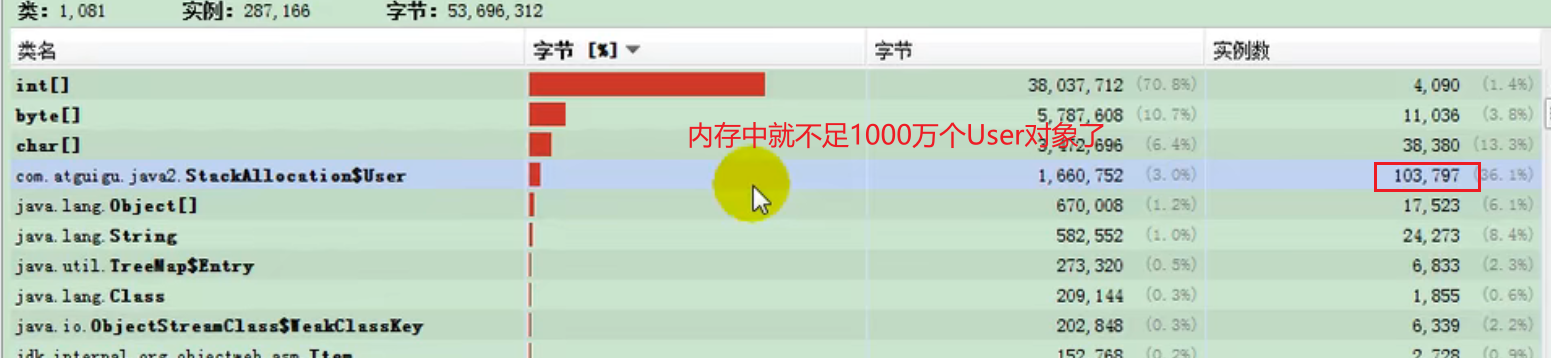 类: 1,081 实例: 287,166 字节: 53,696,312
类名 字节 [%] 字节 实例数
int[] 38,037,712 (70.8%) 4,090 (1.4%)
byte[] 5,787,608 (10.7%) 11,036 (3.8%)
内存中就不足1000万个User对象了
char[] 3,472,696 (6.4%) 38,380 (13.3%)
com.atguigu.java2.StackAllocation$User 1,660,752 (3.0%) 103,797 (36.1%)
java.lang.Object[] 670,008 (1.2%) 17,523 (6.1%)
java.lang.String 582,552 (1.0%) 24,273 (8.4%)
java.util.TreeMap$Entry 273,320 (0.5%) 6,833 (2.3%)
java.lang.Class 209,144 (0.3%) 1,855 (0.6%)
java.io.ObjectStreamClass$WeakClassKey 202,848 (0.3%) 6,339 (2.2%)
jdk.internal.org.objectweb.asm.Item 152,768 (0.2%) 2,728 (0.9%)